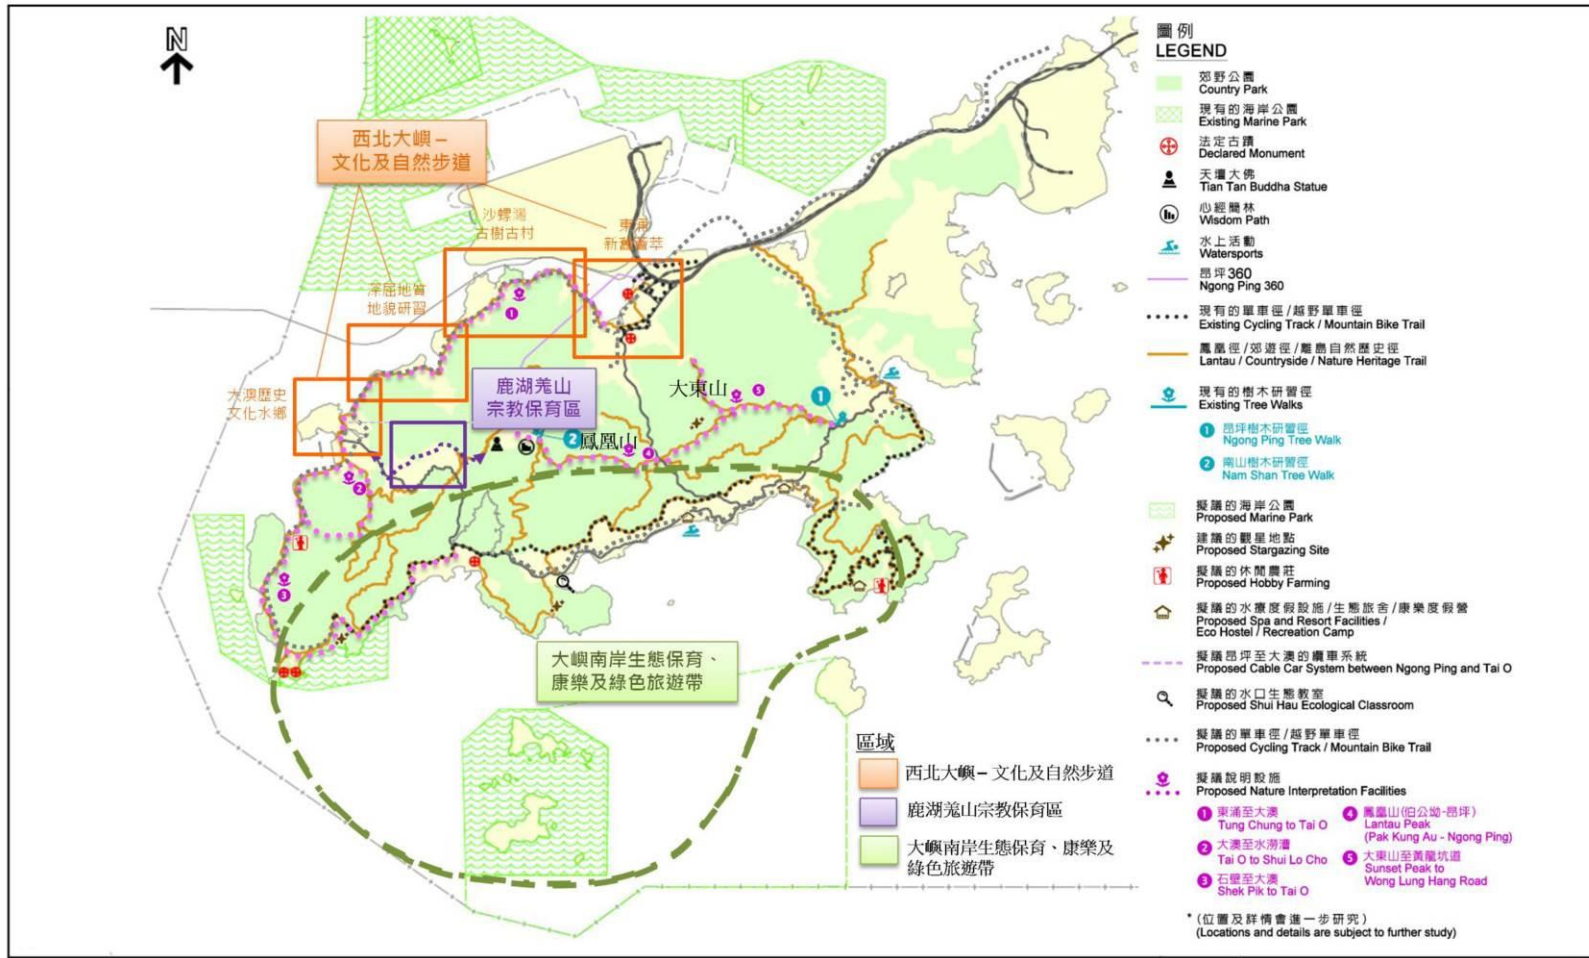 N
西北大嶼 –
文化及自然步道
沙螺灣
古樹古村
東涌
新舊薈萃
深屈地質
地貌研習
大澳歷史
文化水鄉
鹿湖羗山
宗教保育區
大東山
鳳凰山
1
5
1
2
4
2
3
大嶼南岸生態保育、
康樂及綠色旅遊帶
區域
西北大嶼 – 文化及自然步道
鹿湖羗山宗教保育區
大嶼南岸生態保育、康樂及
綠色旅遊帶
圖例
LEGEND
郊野公園
Country Park
現有的海岸公園
Existing Marine Park
法定古蹟
Declared Monument
天壇大佛
Tian Tan Buddha Statue
心經簡林
Wisdom Path
水上活動
Watersports
昂坪360
Ngong Ping 360
現有的單車徑/越野單車徑
Existing Cycling Track / Mountain Bike Trail
鳳凰徑/郊遊徑/離島自然歷史徑
Lantau / Countryside / Nature Heritage Trail
現有的樹木研習徑
Existing Tree Walks
1 昂坪樹木研習徑
Ngong Ping Tree Walk
2 南山樹木研習徑
Nam Shan Tree Walk
擬議的海岸公園
Proposed Marine Park
建議的觀星地點
Proposed Stargazing Site
擬議的休閒農莊
Proposed Hobby Farming
擬議的水療度假設施/生態旅舍/康樂度假營
Proposed Spa and Resort Facilities /
Eco Hostel / Recreation Camp
擬議昂坪至大澳的纜車系統
Proposed Cable Car System between Ngong Ping and Tai O
擬議的水口生態教室
Proposed Shui Hau Ecological Classroom
擬議的單車徑/越野單車徑
Proposed Cycling Track / Mountain Bike Trail
擬議說明設施
Proposed Nature Interpretation Facilities
1 東涌至大澳
Tung Chung to Tai O
2 大澳至水澇漕
Tai O to Shui Lo Cho
3 石壁至大澳
Shek Pik to Tai O
4 鳳凰山(伯公坳-昂坪)
Lantau Peak
(Pak Kung Au - Ngong Ping)
5 大東山至黃龍坑道
Sunset Peak to
Wong Lung Hang Road
* (位置及詳情會進一步研究)
(Locations and details are subject to further study)